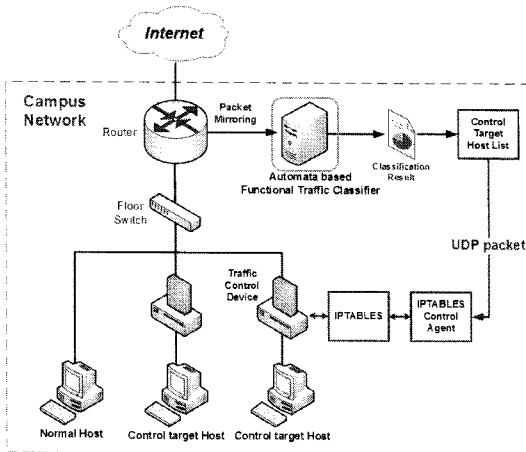 Internet
Campus
Network
Router
Packet
Mirroring
Automata based
Functional Traffic Classifier
Classification
Result
Control
Target
Host List
Floor
Switch
UDP packet
Traffic
Control
Device
IPTABLES
IPTABLES
Control
Agent
Normal Host
Control target Host
Control target Host